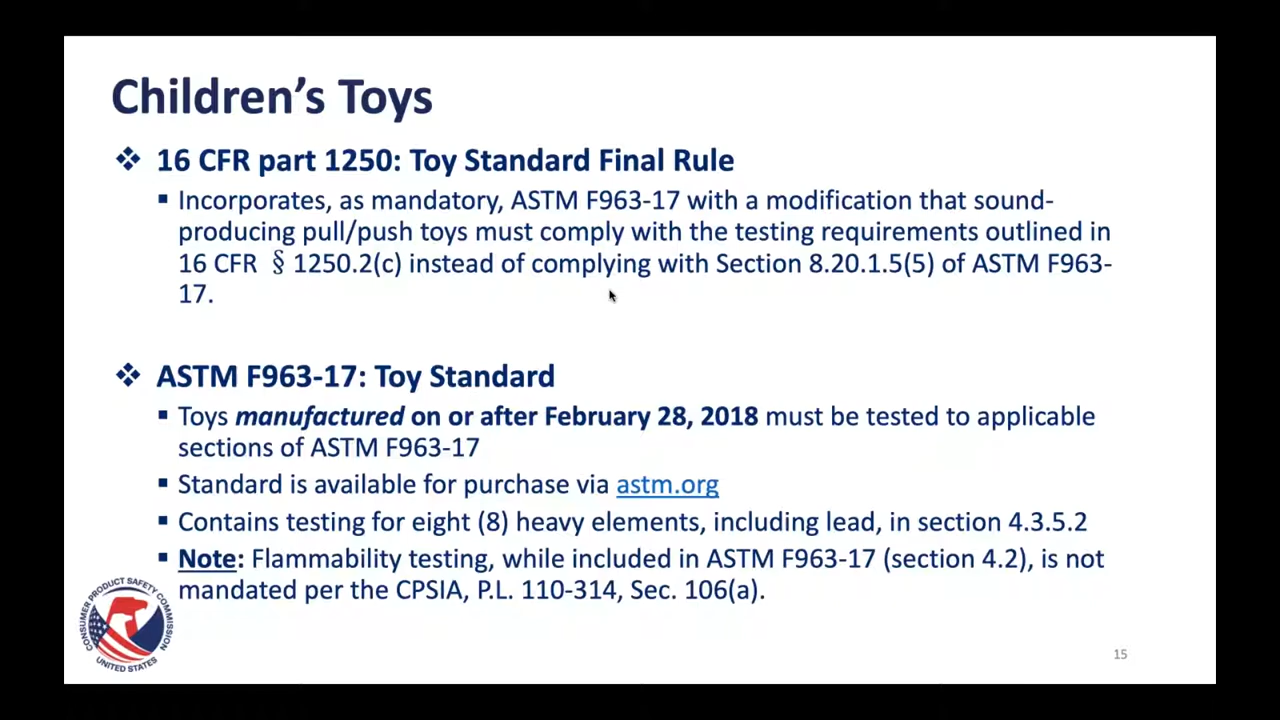 Children's Toys
❖ 16 CFR part 1250: Toy Standard Final Rule
▪ Incorporates, as mandatory, ASTM F963-17 with a modification that sound-
producing pull/push toys must comply with the testing requirements outlined in
16 CFR § 1250.2(c) instead of complying with Section 8.20.1.5(5) of ASTM F963-
17.
❖ ASTM F963-17: Toy Standard
▪ Toys manufactured on or after February 28, 2018 must be tested to applicable
sections of ASTM F963-17
▪ Standard is available for purchase via astm.org
▪ Contains testing for eight (8) heavy elements, including lead, in section 4.3.5.2
▪ Note: Flammability testing, while included in ASTM F963-17 (section 4.2), is not
mandated per the CPSIA, P.L. 110-314, Sec. 106(a).
CONSUMER PRODUCT SAFETY COMMISSION
UNITED STATES
15